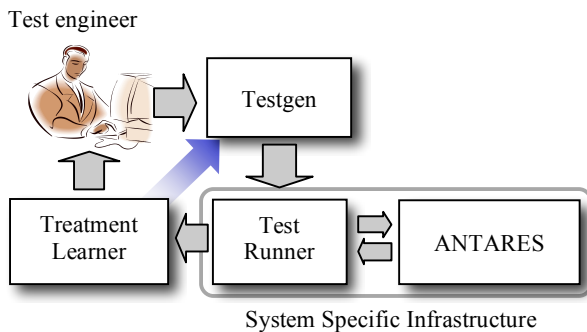 Test engineer
Testgen
Treatment
Learner
Test
Runner
ANTARES
System Specific Infrastructure